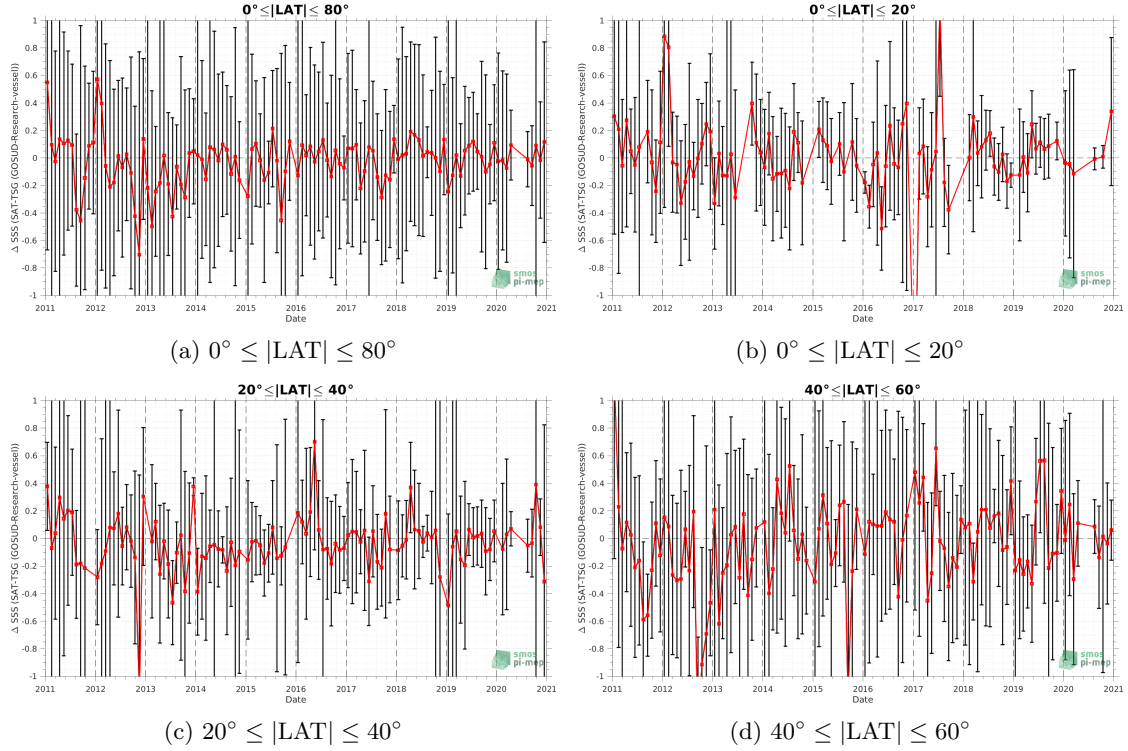 0°≤|LAT|≤ 80°
Δ SSS (SAT-TSG (GOSUD-Research-vessel))
1
0.8
0.6
0.4
0.2
0
-0.2
-0.4
-0.6
-0.8
-1
2011 2012 2013 2014 2015 2016 2017 2018 2019 2020 2021
Date
smos
pi-mep
(a) 0° ≤ |LAT| ≤ 80°
0°≤|LAT|≤ 20°
Δ SSS (SAT-TSG (GOSUD-Research-vessel))
1
0.8
0.6
0.4
0.2
0
-0.2
-0.4
-0.6
-0.8
-1
2011 2012 2013 2014 2015 2016 2017 2018 2019 2020 2021
Date
smos
pi-mep
(b) 0° ≤ |LAT| ≤ 20°
20°≤|LAT|≤ 40°
Δ SSS (SAT-TSG (GOSUD-Research-vessel))
1
0.8
0.6
0.4
0.2
0
-0.2
-0.4
-0.6
-0.8
-1
2011 2012 2013 2014 2015 2016 2017 2018 2019 2020 2021
Date
smos
pi-mep
(c) 20° ≤ |LAT| ≤ 40°
40°≤|LAT|≤ 60°
Δ SSS (SAT-TSG (GOSUD-Research-vessel))
1
0.8
0.6
0.4
0.2
0
-0.2
-0.4
-0.6
-0.8
-1
2011 2012 2013 2014 2015 2016 2017 2018 2019 2020 2021
Date
smos
pi-mep
(d) 40° ≤ |LAT| ≤ 60°